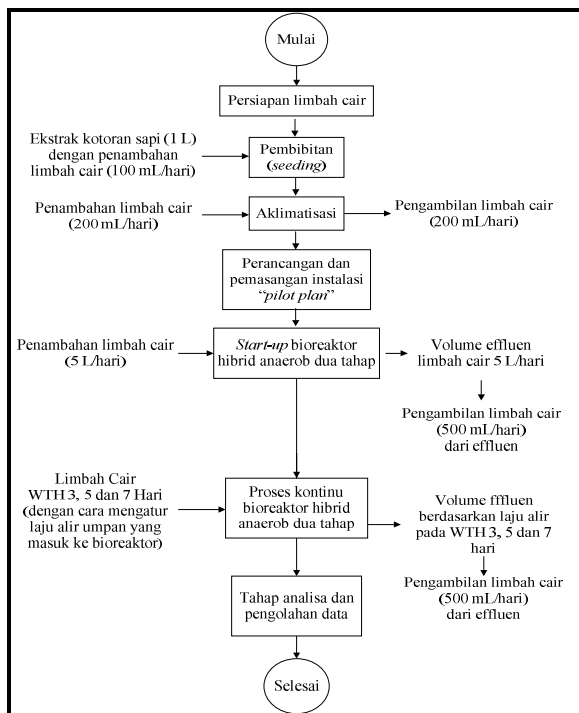 Mulai
Persiapan limbah cair
Ekstrak kotoran sapi (1 L)
dengan penambahan
limbah cair (100 mL/hari)
Pembibitan
(seeding)
Penambahan limbah cair
(200 mL/hari)
Aklimatisasi
Pengambilan limbah cair
(200 mL/hari)
Perancangan dan
pemasangan instalasi
"pilot plan"
Penambahan limbah cair
(5 L/hari)
Start-up bioreaktor
hibrid anaerob dua tahap
Volume effluen
limbah cair 5 L/hari
Pengambilan limbah cair
(500 mL/hari)
dari effluen
Limbah Cair
WTH 3, 5 dan 7 Hari
(dengan cara mengatur
laju alir umpan yang
masuk ke bioreaktor)
Proses kontinu
bioreaktor hibrid
anaerob dua tahap
Volume fffluen
berdasarkan laju alir
pada WTH 3, 5 dan 7
hari
Pengambilan limbah cair
(500 mL/hari)
dari effluen
Tahap analisa dan
pengolahan data
Selesai